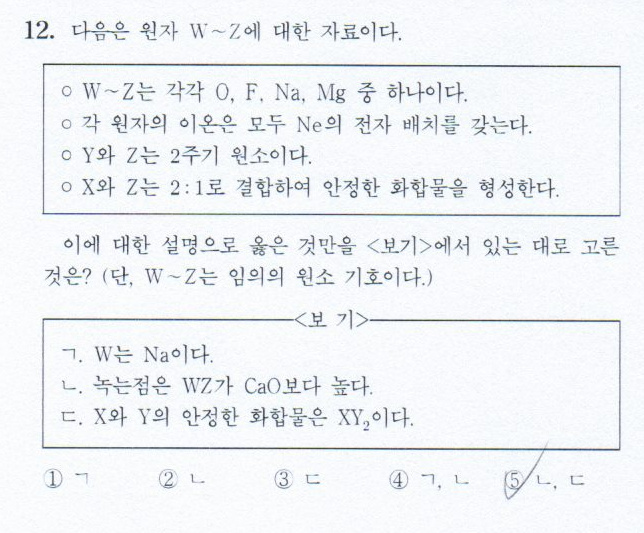 12. 다음은 원자 W~Z에 대한 자료이다.
○ W~Z는 각각 O, F, Na, Mg 중 하나이다.
○ 각 원자의 이온은 모두 Ne의 전자 배치를 갖는다.
○ Y와 Z는 2주기 원소이다.
○ X와 Z는 2 : 1로 결합하여 안정한 화합물을 형성한다.
이에 대한 설명으로 옳은 것만을 <보기>에서 있는 대로 고른
것은? (단, W~Z는 임의의 원소 기호이다.)
<보 기>
ㄱ. W는 Na이다.
ㄴ. 녹는점은 WZ가 CaO보다 높다.
ㄷ. X와 Y의 안정한 화합물은 XY₂이다.
① ㄱ ② ㄴ ③ ㄷ ④ ㄱ, ㄴ ⑤ ㄴ, ㄷ